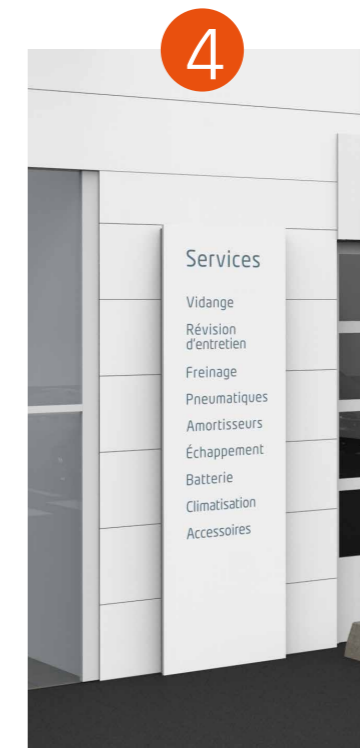 4
Services
Vidange
Révision
d'entretien
Freinage
Pneumatiques
Amortisseurs
Échappement
Batterie
Climatisation
Accessoires